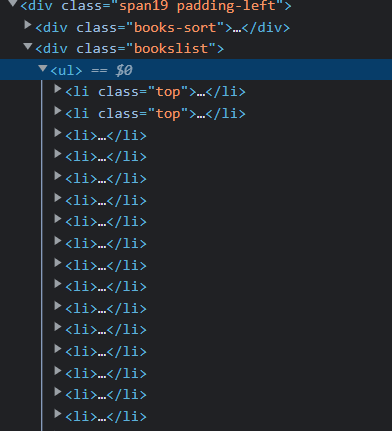 <div class="span19 padding-left">
<div class="books-sort">…</div>
<div class="bookslist">
<ul> == $0
<li class="top">…</li>
<li class="top">…</li>
<li>…</li>
<li>…</li>
<li>…</li>
<li>…</li>
<li>…</li>
<li>…</li>
<li>…</li>
<li>…</li>
<li>…</li>
<li>…</li>
<li>…</li>
<li>…</li>
<li>…</li>
<li>…</li>